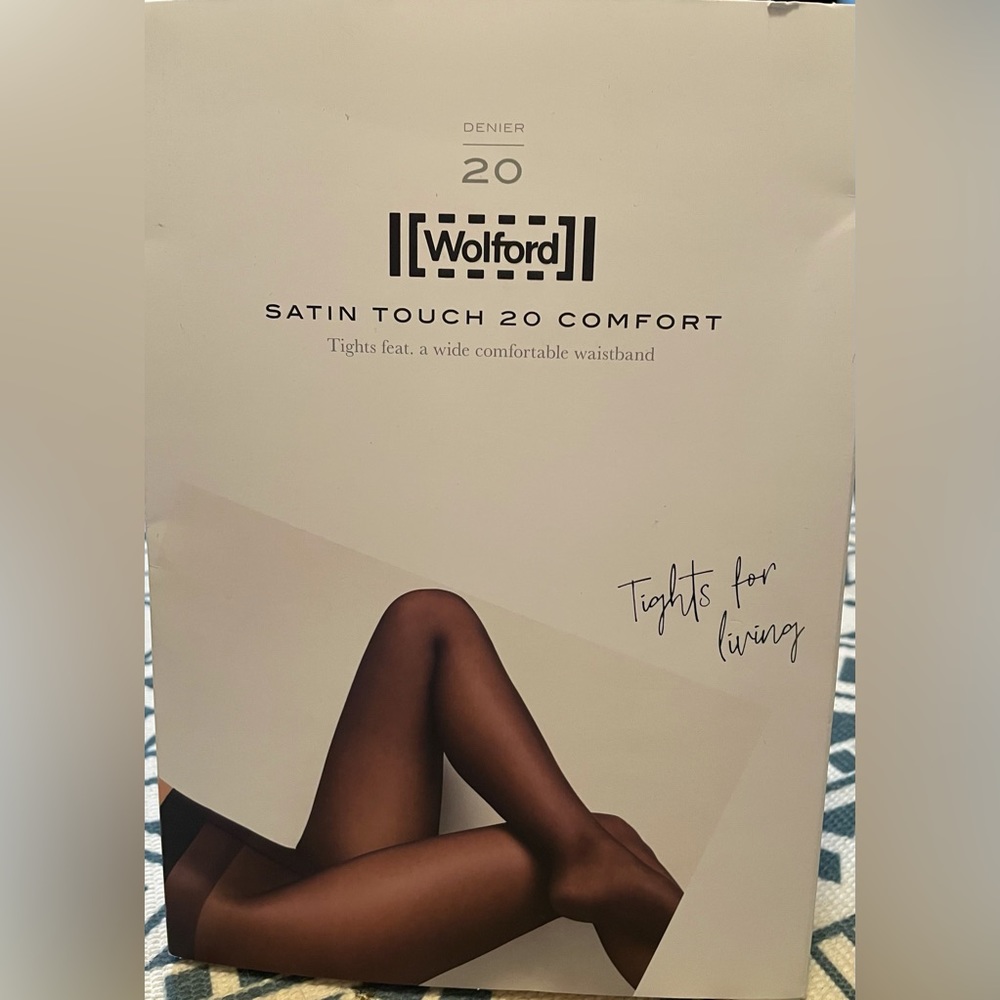 DENIER
20
Wolford
SATIN TOUCH 20 COMFORT
Tights feat. a wide comfortable waistband
Tights for
living